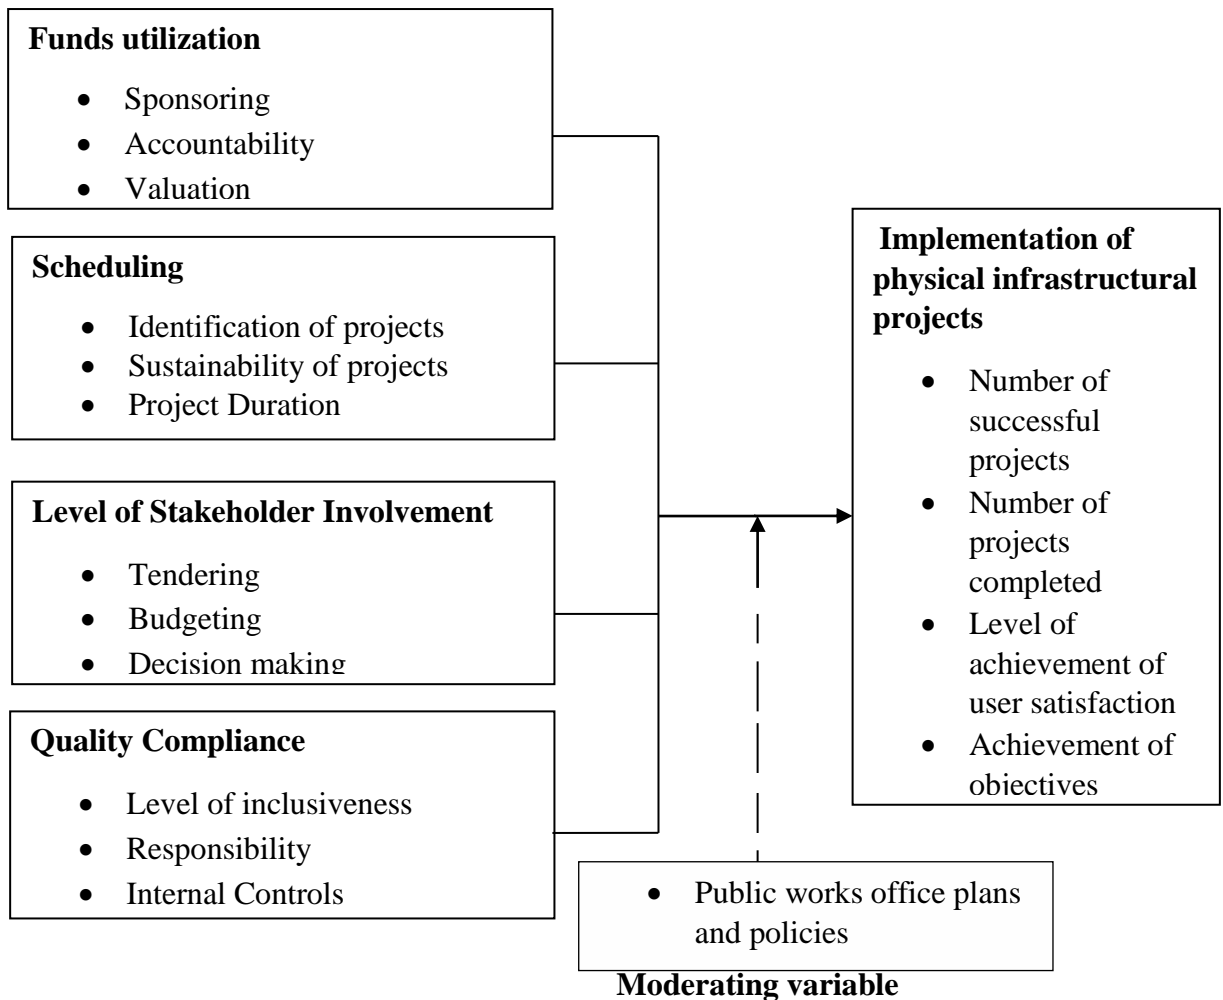 Funds utilization
• Sponsoring
• Accountability
• Valuation
Scheduling
• Identification of projects
• Sustainability of projects
• Project Duration
Level of Stakeholder Involvement
• Tendering
• Budgeting
• Decision making
Quality Compliance
• Level of inclusiveness
• Responsibility
• Internal Controls
Implementation of
physical infrastructural
projects
• Number of
successful
projects
• Number of
projects
completed
• Level of
achievement of
user satisfaction
• Achievement of
objectives
• Public works office plans
and policies
Moderating variable